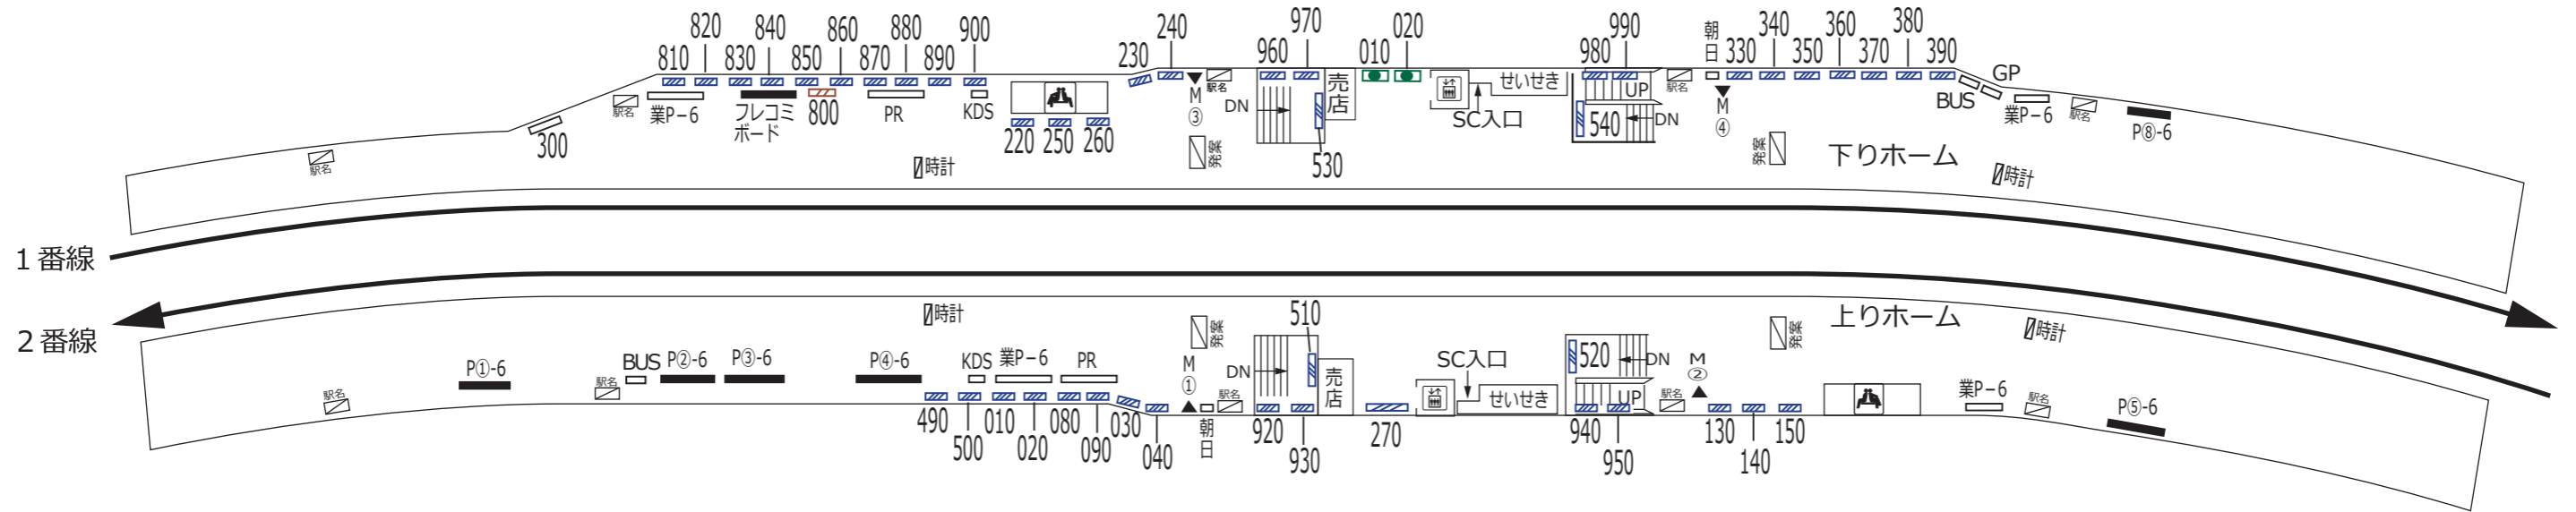 820 840 860 880 900 240 970 020 990 朝日 340 360 380
810 830 850 870 890 230 960 010 980 330 350 370 390
GP
BUS
駅名 業P−6 フレコミボード 800 PR KDS M③ 駅名 DN 売店 せいせき UP 駅名 M④ 業P−6 駅名 P⑧-6
300 220 250 260 530 SC入口 540 DN
駅名 時計 発案 発案 下りホーム 時計
1番線
2番線
時計 発案 510 発案 上りホーム 時計
P①-6 BUS P②-6 P③-6 P④-6 KDS 業P−6 PR M① DN 売店 SC入口 520 DN M② 業P−6 P⑤-6
駅名 駅名 駅名 せいせき UP 駅名 駅名
490 010 080 030 朝日 920 270 940 130 150
500 020 090 040 930 950 140